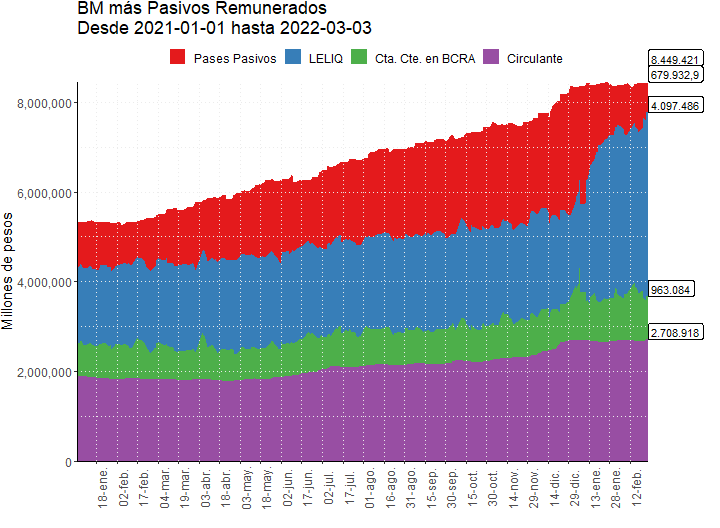 BM más Pasivos Remunerados
Desde 2021-01-01 hasta 2022-03-03
Pases Pasivos LELIQ Cta. Cte. en BCRA Circulante
8.449.421
679.932,9
4.097.486
963.084
2.708.918
Millones de pesos
8,000,000
6,000,000
4,000,000
2,000,000
0
18-ene. 02-feb. 17-feb. 04-mar. 19-mar. 03-abr. 18-abr. 03-may. 18-may. 02-jun. 17-jun. 02-jul. 17-jul. 01-ago. 16-ago. 31-ago. 15-sep. 30-sep. 15-oct. 30-oct. 14-nov. 29-nov. 14-dic. 29-dic. 13-ene. 28-ene. 12-feb.